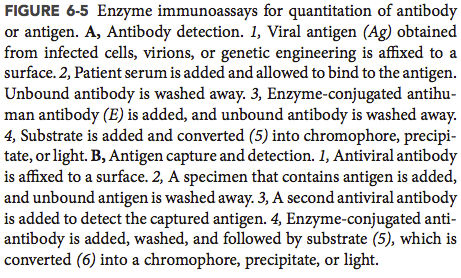 FIGURE 6-5 Enzyme immunoassays for quantitation of antibody
or antigen. A, Antibody detection. 1, Viral antigen (Ag) obtained
from infected cells, virions, or genetic engineering is affixed to a
surface. 2, Patient serum is added and allowed to bind to the antigen.
Unbound antibody is washed away. 3, Enzyme-conjugated antihu-
man antibody (E) is added, and unbound antibody is washed away.
4, Substrate is added and converted (5) into chromophore, precipi-
tate, or light. B, Antigen capture and detection. 1, Antiviral antibody
is affixed to a surface. 2, A specimen that contains antigen is added,
and unbound antigen is washed away. 3, A second antiviral antibody
is added to detect the captured antigen. 4, Enzyme-conjugated anti-
antibody is added, washed, and followed by substrate (5), which is
converted (6) into a chromophore, precipitate, or light.